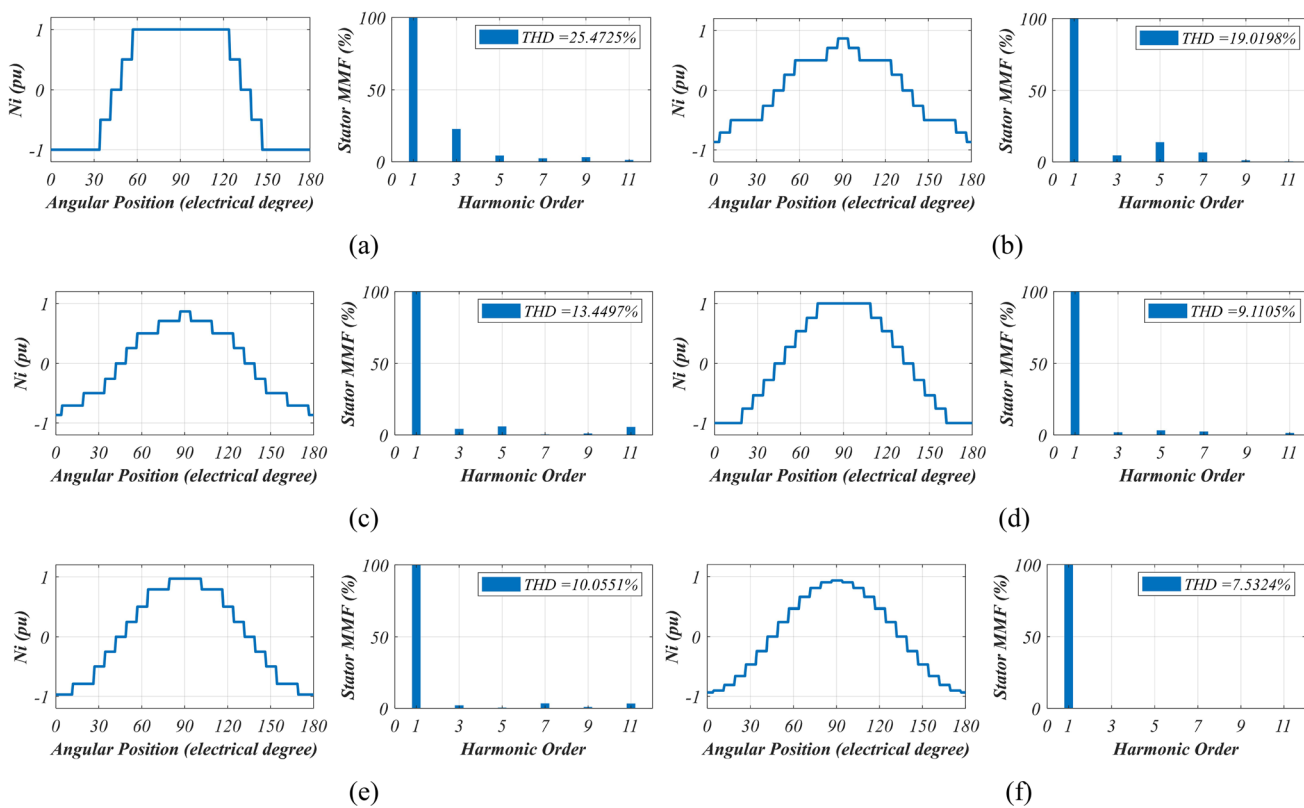 1
0
-1
Ni (pu)
0 30 60 90 120 150 180
Angular Position (electrical degree)
100
50
0
Stator MMF (%)
THD =25.4725%
0 1 3 5 7 9 11
Harmonic Order
(a)
1
0
-1
Ni (pu)
0 30 60 90 120 150 180
Angular Position (electrical degree)
100
50
0
Stator MMF (%)
THD =19.0198%
0 1 3 5 7 9 11
Harmonic Order
(b)
1
0
-1
Ni (pu)
0 30 60 90 120 150 180
Angular Position (electrical degree)
100
50
0
Stator MMF (%)
THD =13.4497%
0 1 3 5 7 9 11
Harmonic Order
(c)
1
0
-1
Ni (pu)
0 30 60 90 120 150 180
Angular Position (electrical degree)
100
50
0
Stator MMF (%)
THD =9.1105%
0 1 3 5 7 9 11
Harmonic Order
(d)
1
0
-1
Ni (pu)
0 30 60 90 120 150 180
Angular Position (electrical degree)
100
50
0
Stator MMF (%)
THD =10.0551%
0 1 3 5 7 9 11
Harmonic Order
(e)
1
0
-1
Ni (pu)
0 30 60 90 120 150 180
Angular Position (electrical degree)
100
50
0
Stator MMF (%)
THD =7.5324%
0 1 3 5 7 9 11
Harmonic Order
(f)